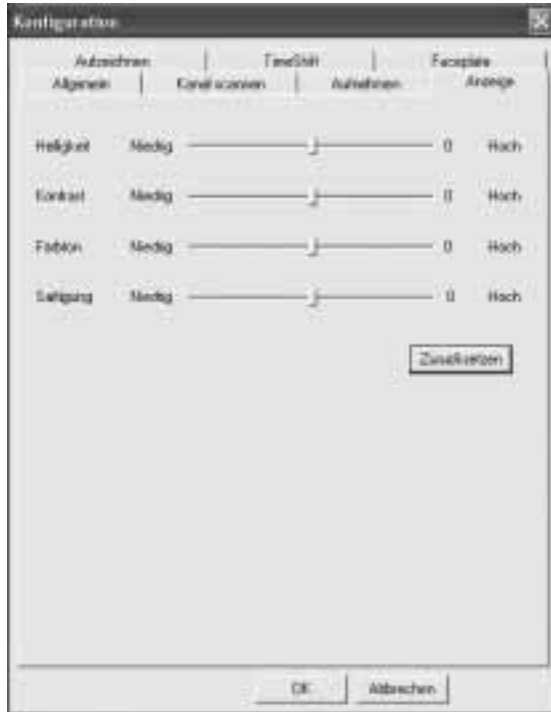 Konfiguration
Aufzeichnen TimeShift Faceplate
Allgemein Kanal scannen Aufnehmen Anzeige
Helligkeit Niedrig 0 Hoch
Kontrast Niedrig 0 Hoch
Farbton Niedrig 0 Hoch
Sättigung Niedrig 0 Hoch
Zurücksetzen
OK Abbrechen